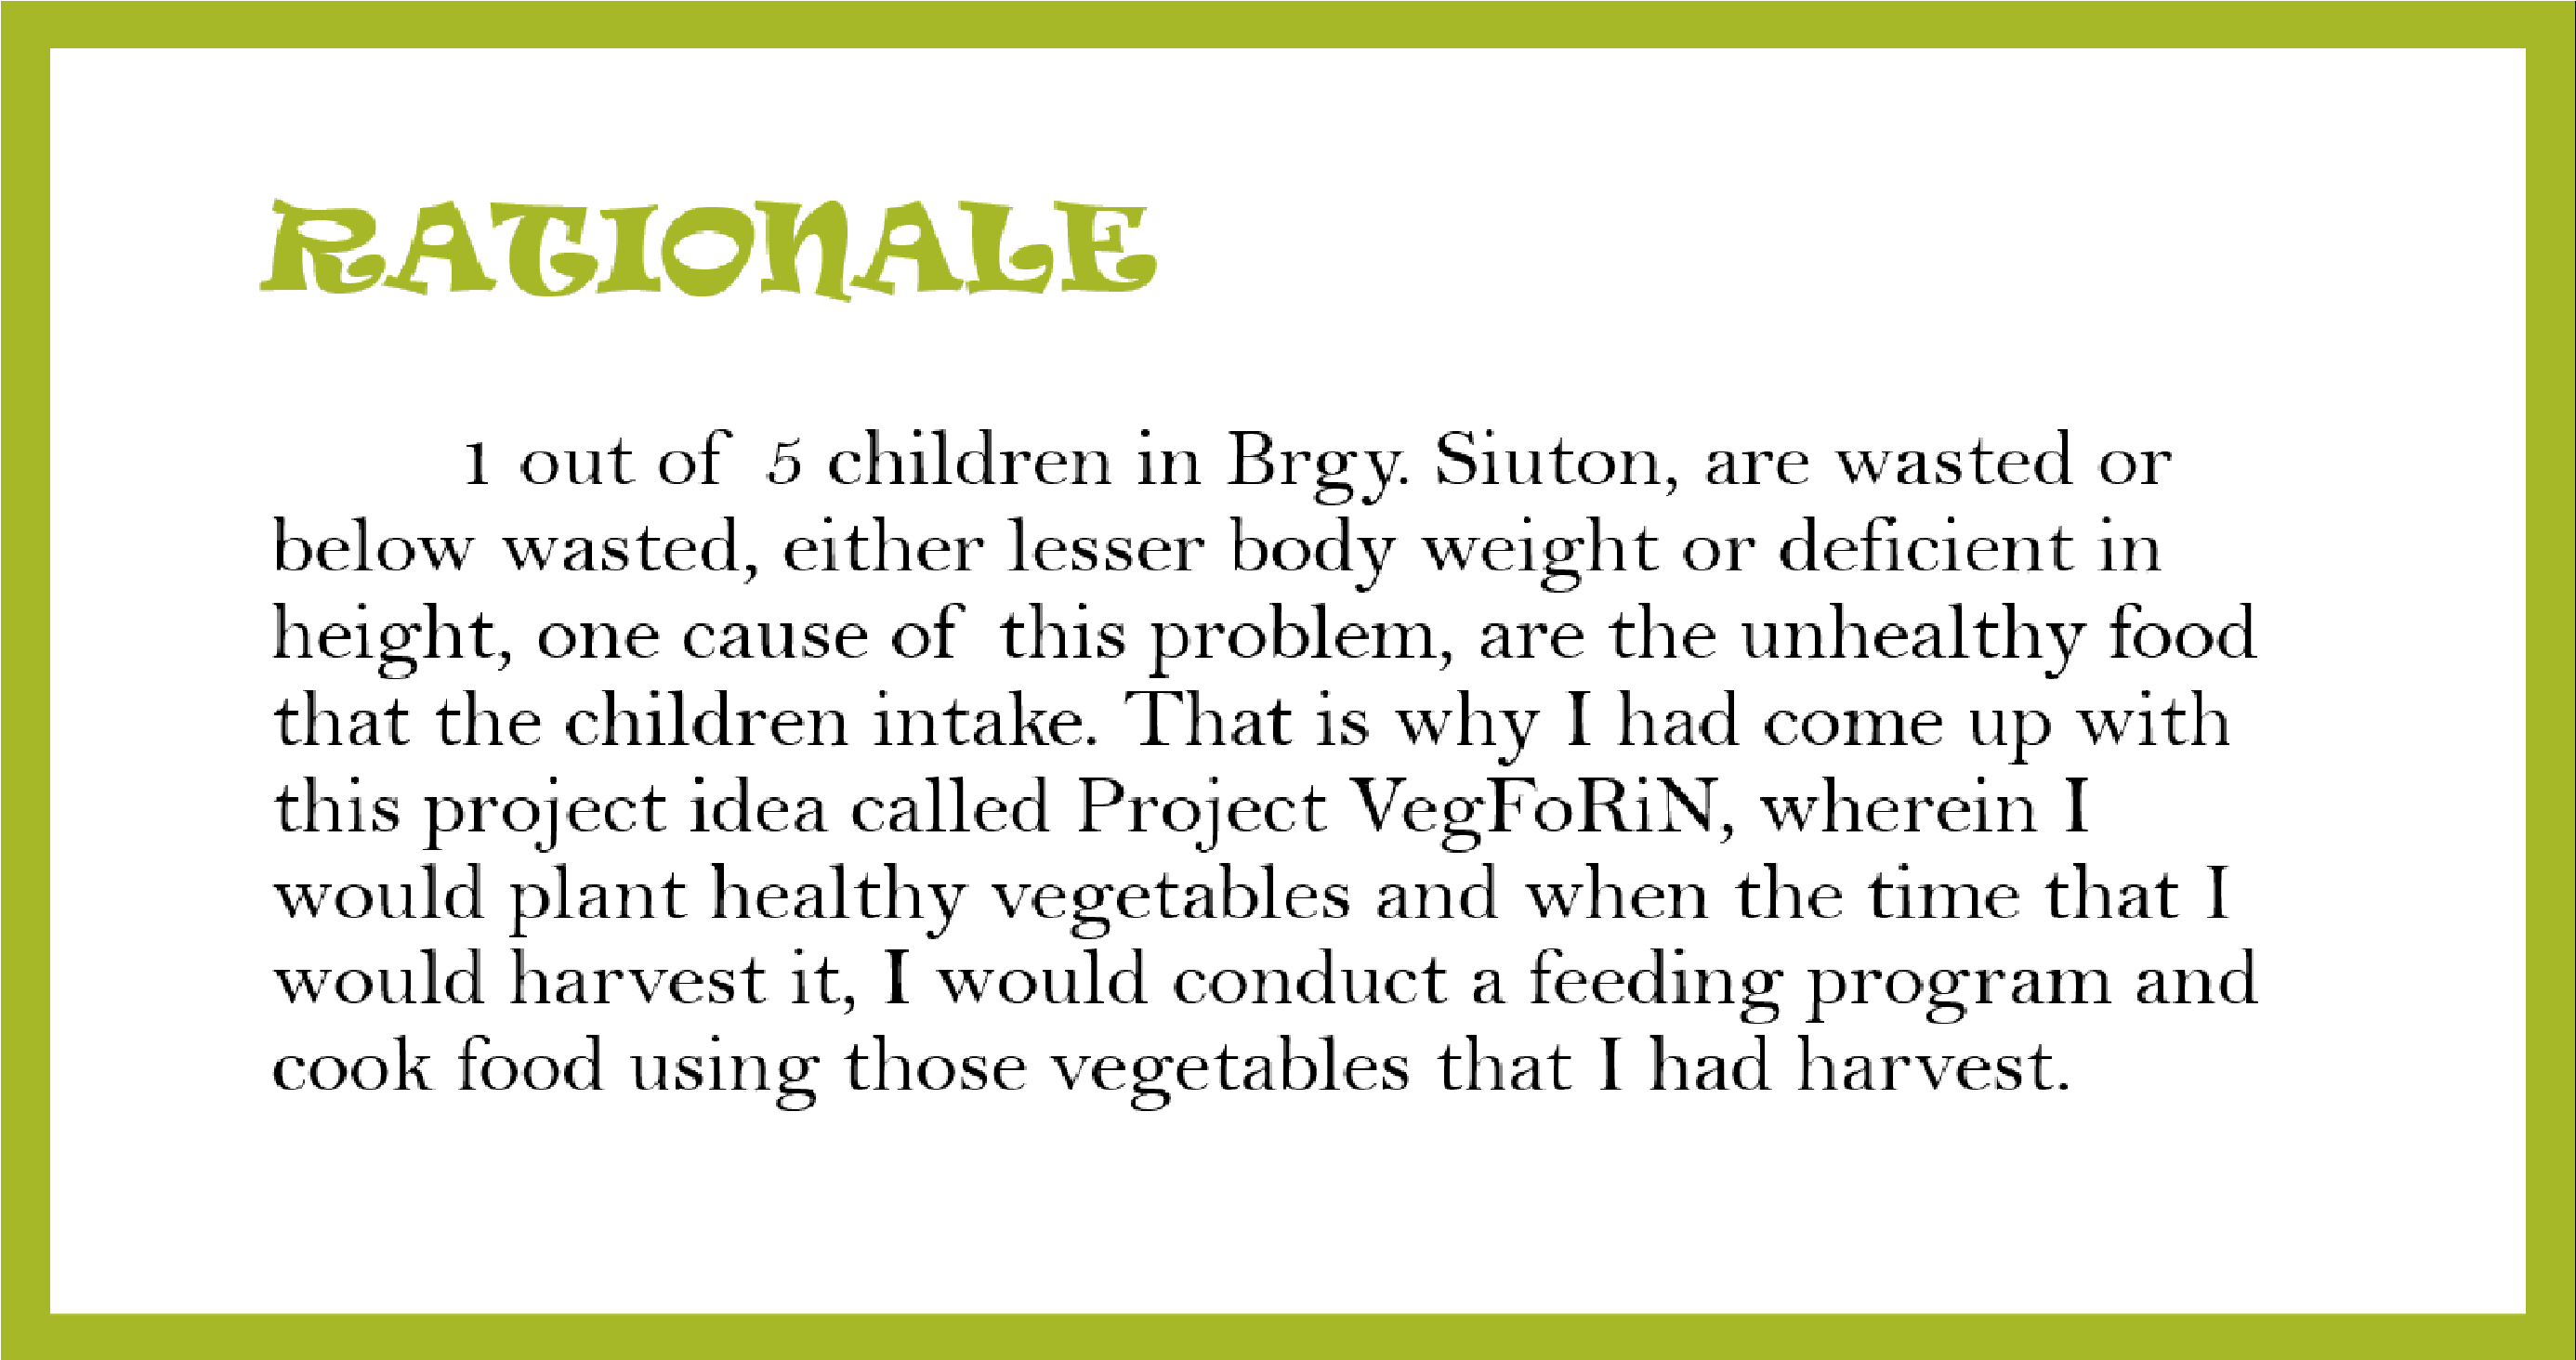 RATIONALE
1 out of 5 children in Brgy. Siuton, are wasted or
below wasted, either lesser body weight or deficient in
height, one cause of this problem, are the unhealthy food
that the children intake. That is why I had come up with
this project idea called Project VegFoRiN, wherein I
would plant healthy vegetables and when the time that I
would harvest it, I would conduct a feeding program and
cook food using those vegetables that I had harvest.